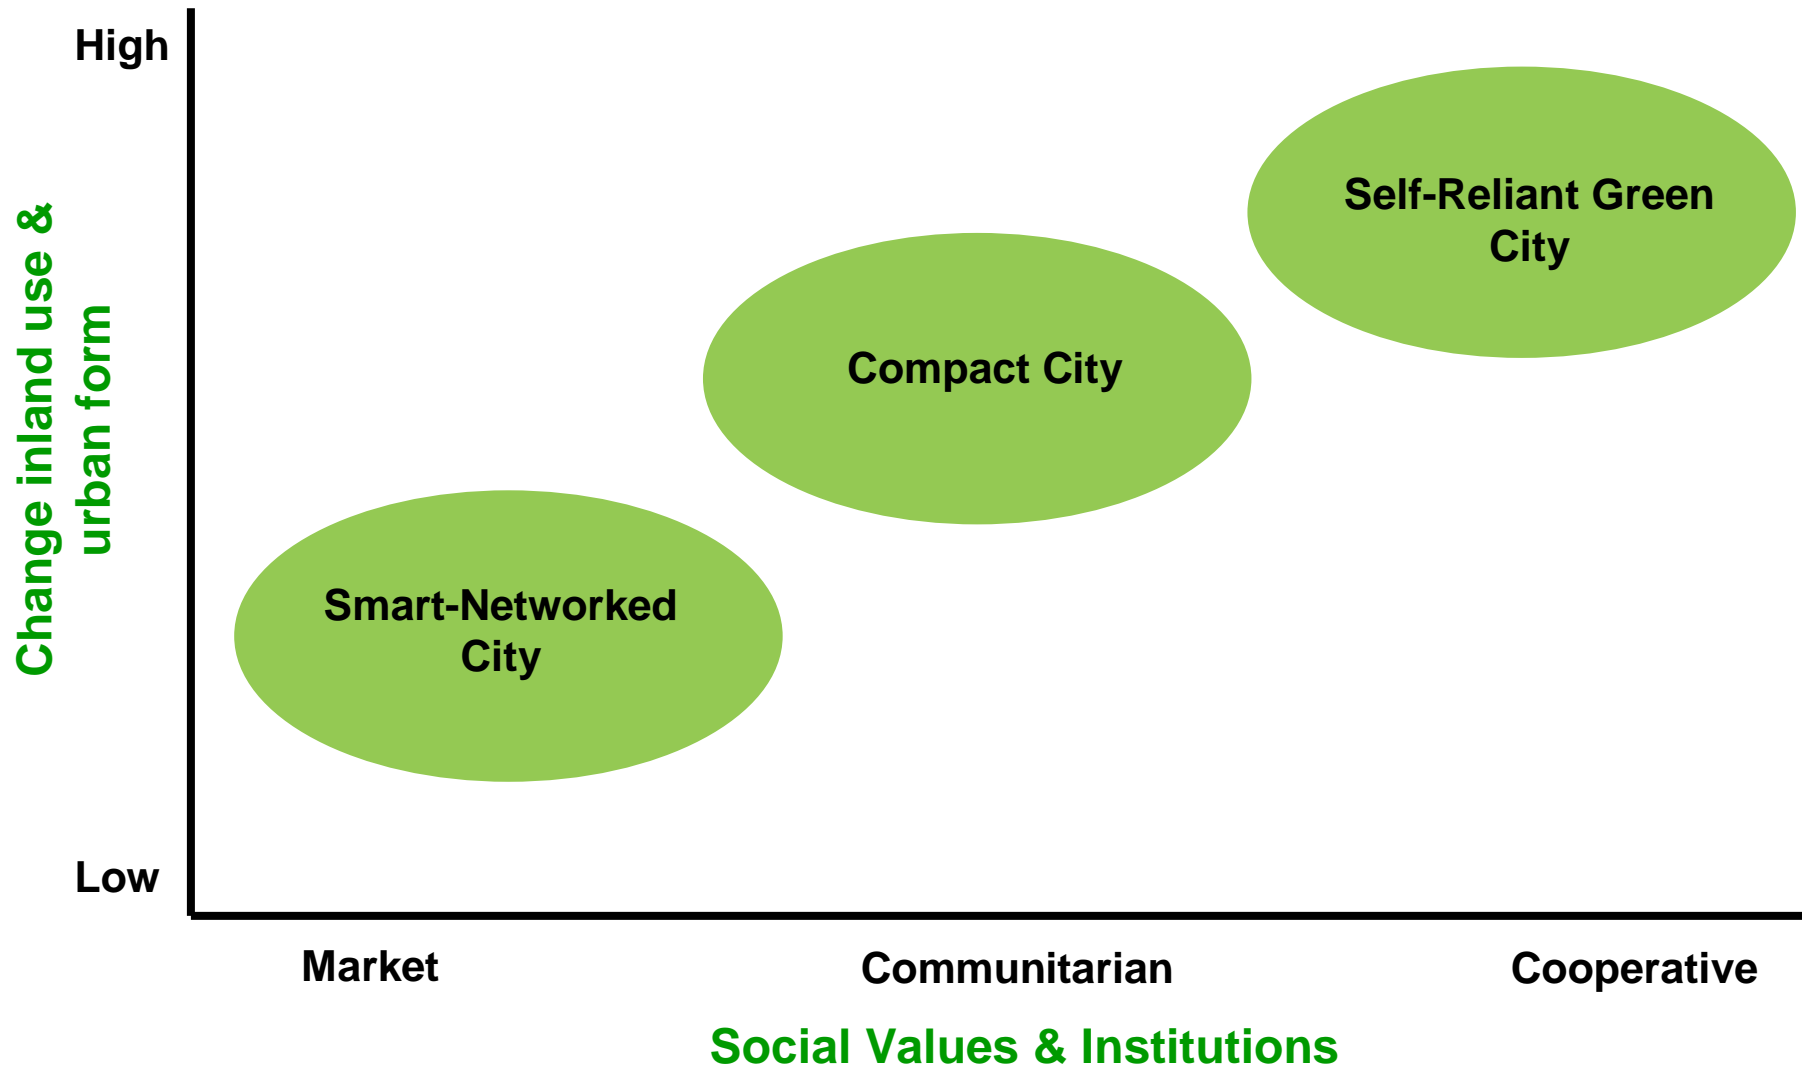 High
Change inland use &
urban form
Self-Reliant Green
City
Compact City
Smart-Networked
City
Low
Market
Communitarian
Cooperative
Social Values & Institutions